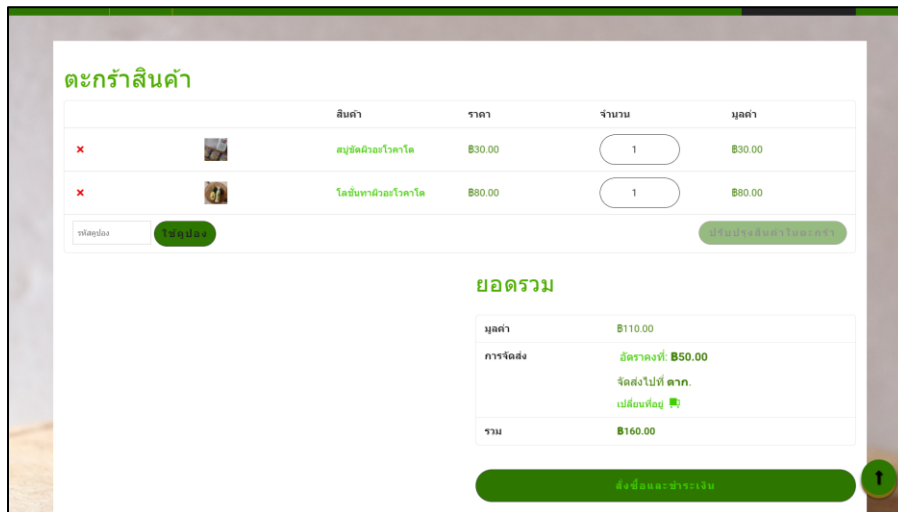 ตะกร้าสินค้า
สินค้า ราคา จำนวน มูลค่า
× สบู่ขัดผิวอะโวคาโด ฿30.00 1 ฿30.00
× โลชั่นทาผิวอะโวคาโด ฿80.00 1 ฿80.00
รหัสคูปอง ใช้คูปอง ปรับปรุงสินค้าในตะกร้า
ยอดรวม
มูลค่า ฿110.00
การจัดส่ง อัตราคงที่: ฿50.00
จัดส่งไปที่ ตาก.
เปลี่ยนที่อยู่
รวม ฿160.00
สั่งซื้อและชำระเงิน